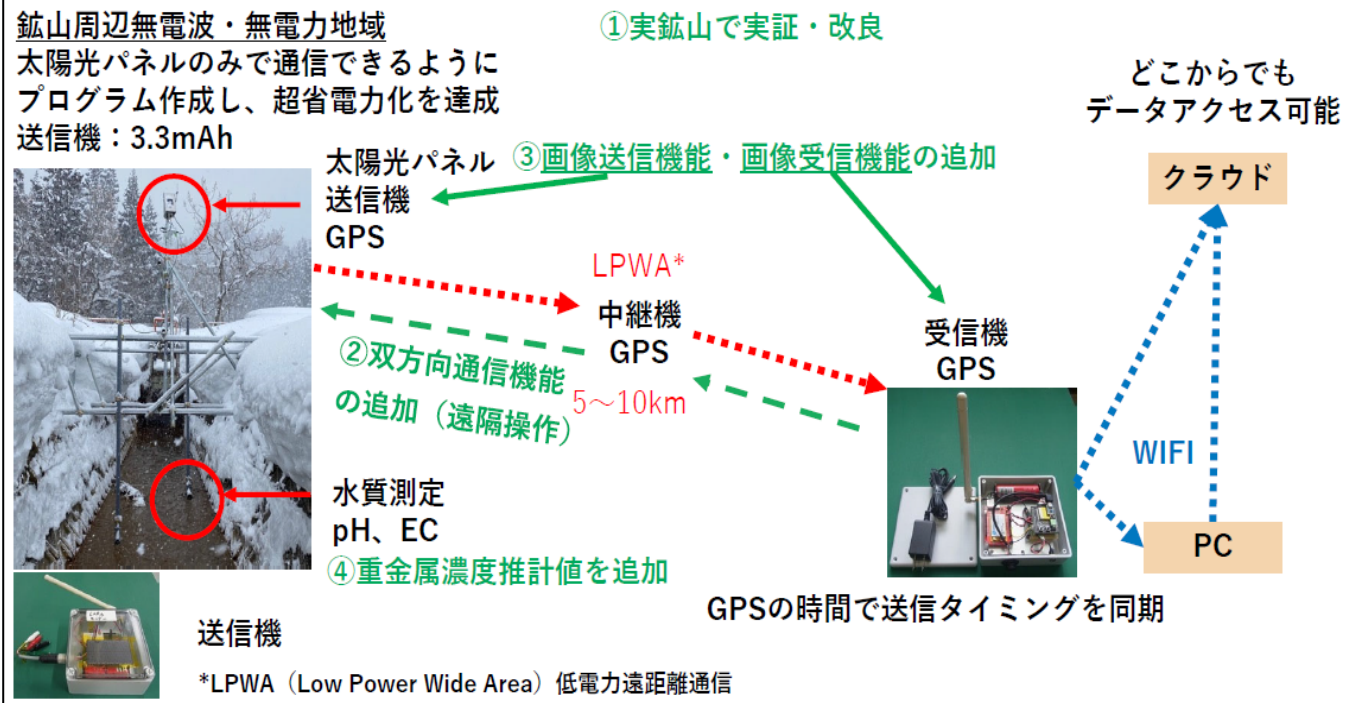 鉱山周辺無電波・無電力地域
太陽光パネルのみで通信できるように
プログラム作成し、超省電力化を達成
送信機：3.3mAh
①実鉱山で実証・改良
どこからでも
データアクセス可能
太陽光パネル
送信機
GPS
③画像送信機能・画像受信機能の追加
クラウド
LPWA*
中継機
GPS
5～10km
②双方向通信機能
の追加（遠隔操作）
受信機
GPS
WIFI
PC
水質測定
pH、EC
④重金属濃度推計値を追加
GPSの時間で送信タイミングを同期
送信機
*LPWA（Low Power Wide Area）低電力遠距離通信